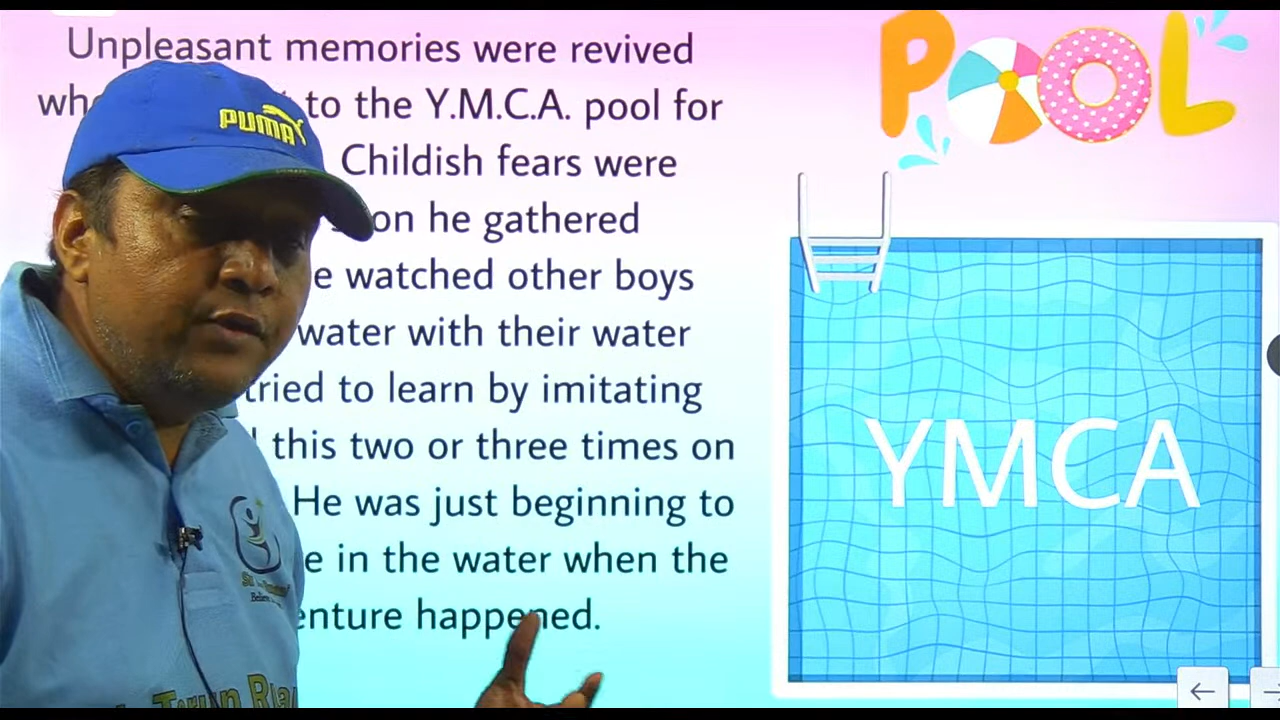 Unpleasant memories were revived
to the Y.M.C.A. pool for
Childish fears were
on he gathered
watched other boys
water with their water
tried to learn by imitating
this two or three times on
He was just beginning to
in the water when the
happened.
POOL
YMCA
PUMA